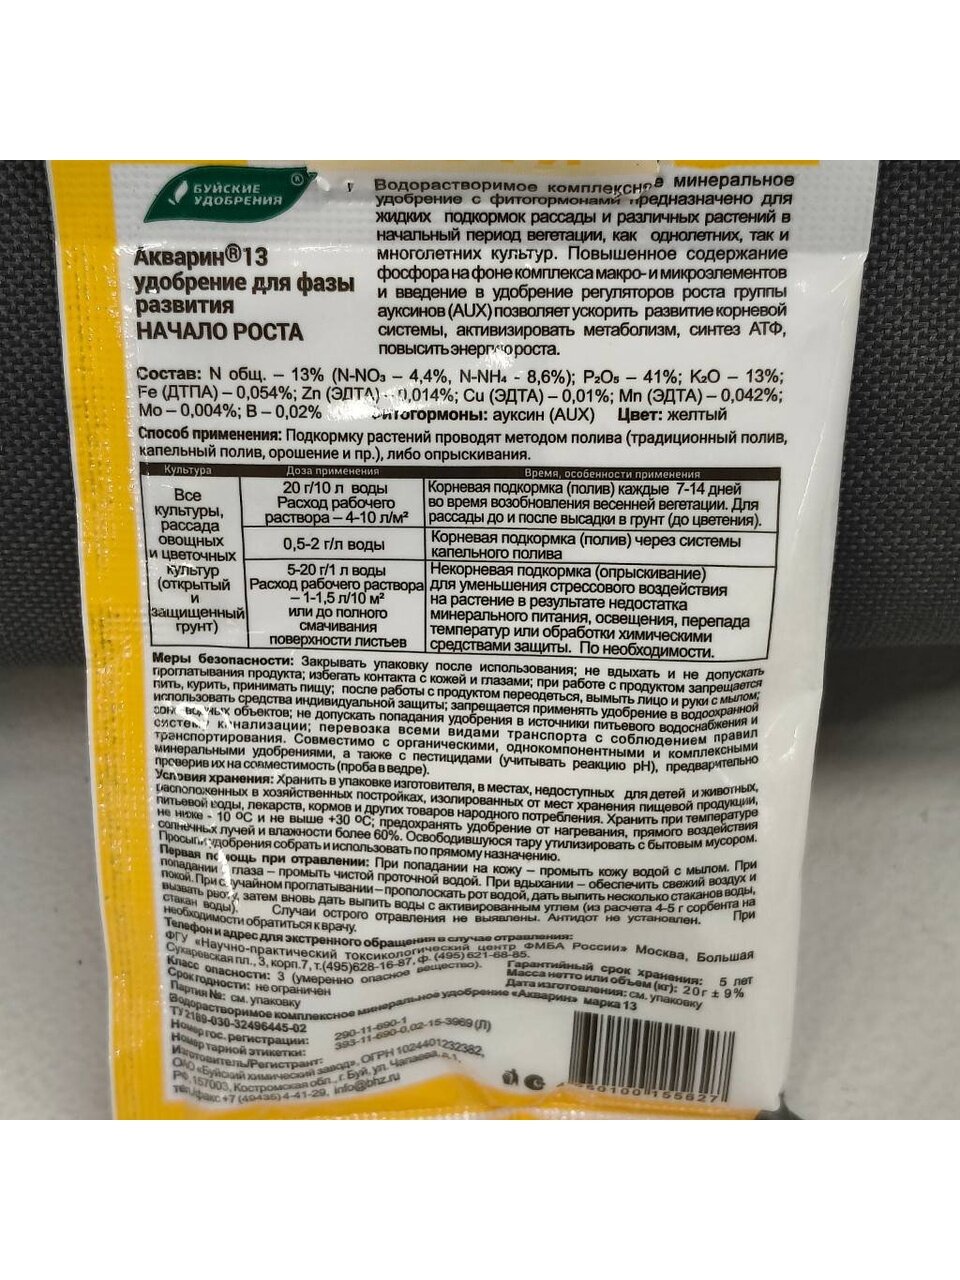 БУЙСКИЕ
УДОБРЕНИЯ®
Акварин®13
удобрение для фазы
развития
НАЧАЛО РОСТА
Водорастворимое комплексное минеральное
удобрение с фитогормонами предназначено для
жидких подкормок рассады и различных растений в
начальный период вегетации, как однолетних, так и
многолетних культур. Повышенное содержание
фосфора на фоне комплекса макро- и микроэлементов
и введение в удобрение регуляторов роста группы
ауксинов (AUX) позволяет ускорить развитие корневой
системы, активизировать метаболизм, синтез АТФ,
повысить энергию роста.
Состав: N общ. – 13% (N-NO₃ – 4,4%, N-NH₄ - 8,6%); P₂O₅ – 41%; K₂O – 13%;
Fe (ДТПА) – 0,054%; Zn (ЭДТА) – 0,014%; Cu (ЭДТА) – 0,01%; Mn (ЭДТА) – 0,042%;
Mo – 0,004%; B – 0,02% Фитогормоны: ауксин (AUX) Цвет: желтый
Способ применения: Подкормку растений проводят методом полива (традиционный полив,
капельный полив, орошение и пр.), либо опрыскивания.
Культура Доза применения Время, особенности применения
Все
культуры,
рассада
овощных
и цветочных
культур
(открытый
и
защищенный
грунт)
20 г/10 л воды
Расход рабочего
раствора – 4-10 л/м²
Корневая подкормка (полив) каждые 7-14 дней
во время возобновления весенней вегетации. Для
рассады до и после высадки в грунт (до цветения).
0,5-2 г/л воды
Корневая подкормка (полив) через системы
капельного полива
5-20 г/1 л воды
Расход рабочего раствора
– 1-1,5 л/10 м²
или до полного
смачивания
поверхности листьев
Некорневая подкормка (опрыскивание)
для уменьшения стрессового воздействия
на растение в результате недостатка
минерального питания, освещения, перепада
температур или обработки химическими
средствами защиты. По необходимости.
Меры безопасности: Закрывать упаковку после использования; не вдыхать и не допускать
проглатывания продукта; избегать контакта с кожей и глазами; при работе с продуктом запрещается
пить, курить, принимать пищу; после работы с продуктом переодеться, вымыть лицо и руки с мылом;
использовать средства индивидуальной защиты; запрещается применять удобрение в водоохранной
зоне водных объектов; не допускать попадания удобрения в источники питьевого водоснабжения и
систему канализации; перевозка всеми видами транспорта с соблюдением правил
транспортирования. Совместимо с органическими, однокомпонентными и комплексными
минеральными удобрениями, а также с пестицидами (учитывать реакцию pH), предварительно
проверив их на совместимость (проба в ведре).
Условия хранения: Хранить в упаковке изготовителя, в местах, недоступных для детей и животных,
расположенных в хозяйственных постройках, изолированных от мест хранения пищевой продукции,
питьевой воды, лекарств, кормов и других товаров народного потребления. Хранить при температуре
не ниже - 10 ºC и не выше +30 ºC; предохранять удобрение от нагревания, прямого воздействия
солнечных лучей и влажности более 60%. Освободившуюся тару утилизировать с бытовым мусором.
Просыпи удобрения собрать и использовать по прямому назначению.
Первая помощь при отравлении: При попадании на кожу – промыть кожу водой с мылом. При
попадании в глаза – промыть чистой проточной водой. При вдыхании – обеспечить свежий воздух и
покой. При случайном проглатывании – прополоскать рот водой, дать выпить несколько стаканов воды,
вызвать рвоту, затем вновь дать выпить воды с активированным углем (из расчета 4-5 г сорбента на
стакан воды). Случаи острого отравления не выявлены. Антидот не установлен. При
необходимости обратиться к врачу.
Телефон и адрес для экстренного обращения в случае отравления:
ФГУ «Научно-практический токсикологический центр ФМБА России» Москва, Большая
Сухаревская пл., 3, корп.7, т.(495)628-16-87, ф. (495) 621-68-85.
Класс опасности: 3 (умеренно опасное вещество).
Срок годности: не ограничен
Партия №: см. упаковку
Гарантийный срок хранения: 5 лет
Масса нетто или объем (кг): 20 г ± 9%
Дата изготовления: см. упаковку
Водорастворимое комплексное минеральное удобрение «Акварин» марка 13
ТУ 2189-030-32496445-02
Номер гос. регистрации: 290-11-690-1
Номер тарной этикетки: 393-11-690-0,02-15-3969 (Л)
Изготовитель/Регистрант:
ОАО «Буйский химический завод», ОГРН 1024401232382,
РФ, 157003, Костромская обл., г. Буй, ул. Чапаева, д.1,
тел./факс +7 (49435) 4-41-29, info@bhz.ru